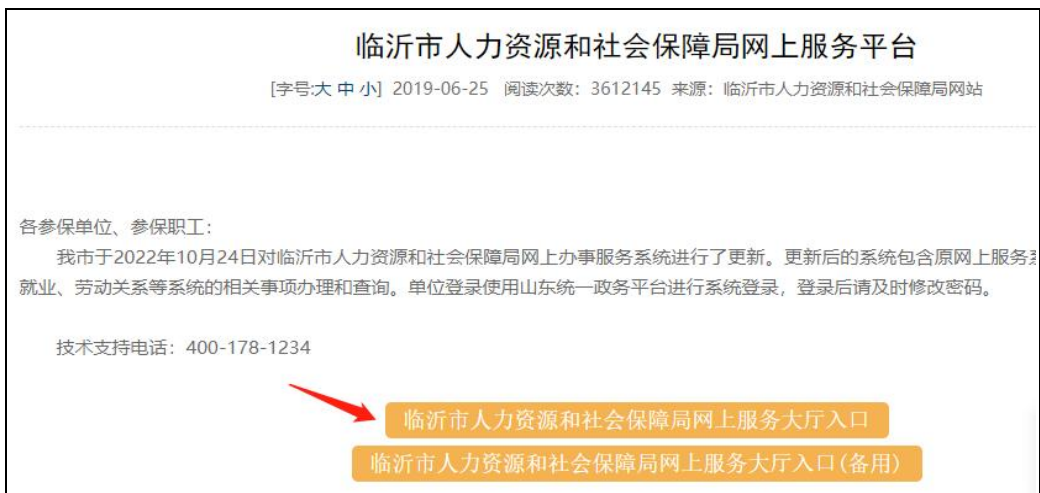 临沂市人力资源和社会保障局网上服务平台
[字号:大 中 小] 2019-06-25 阅读次数：3612145 来源：临沂市人力资源和社会保障局网站
各参保单位、参保职工：
我市于2022年10月24日对临沂市人力资源和社会保障局网上办事服务系统进行了更新。更新后的系统包含原网上服务
就业、劳动关系等系统的相关事项办理和查询。单位登录使用山东统一政务平台进行系统登录，登录后请及时修改密码。
技术支持电话：400-178-1234
临沂市人力资源和社会保障局网上服务大厅入口
临沂市人力资源和社会保障局网上服务大厅入口(备用)